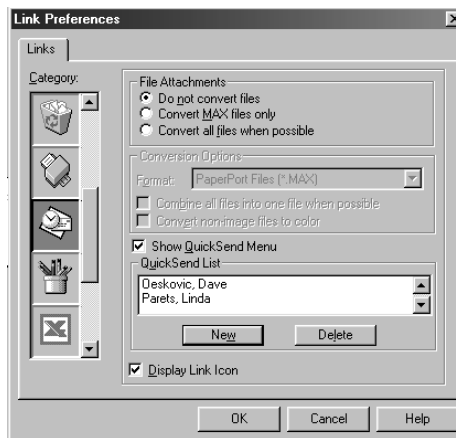 Link Preferences
Links
Category:
File Attachments
Do not convert files
Convert MAX files only
Convert all files when possible
Conversion Options
Format: PaperPort Files (*.MAX)
Combine all files into one file when possible
Convert non-image files to color
Show QuickSend Menu
QuickSend List
Oeskovic, Dave
Parets, Linda
New Delete
Display Link Icon
OK Cancel Help